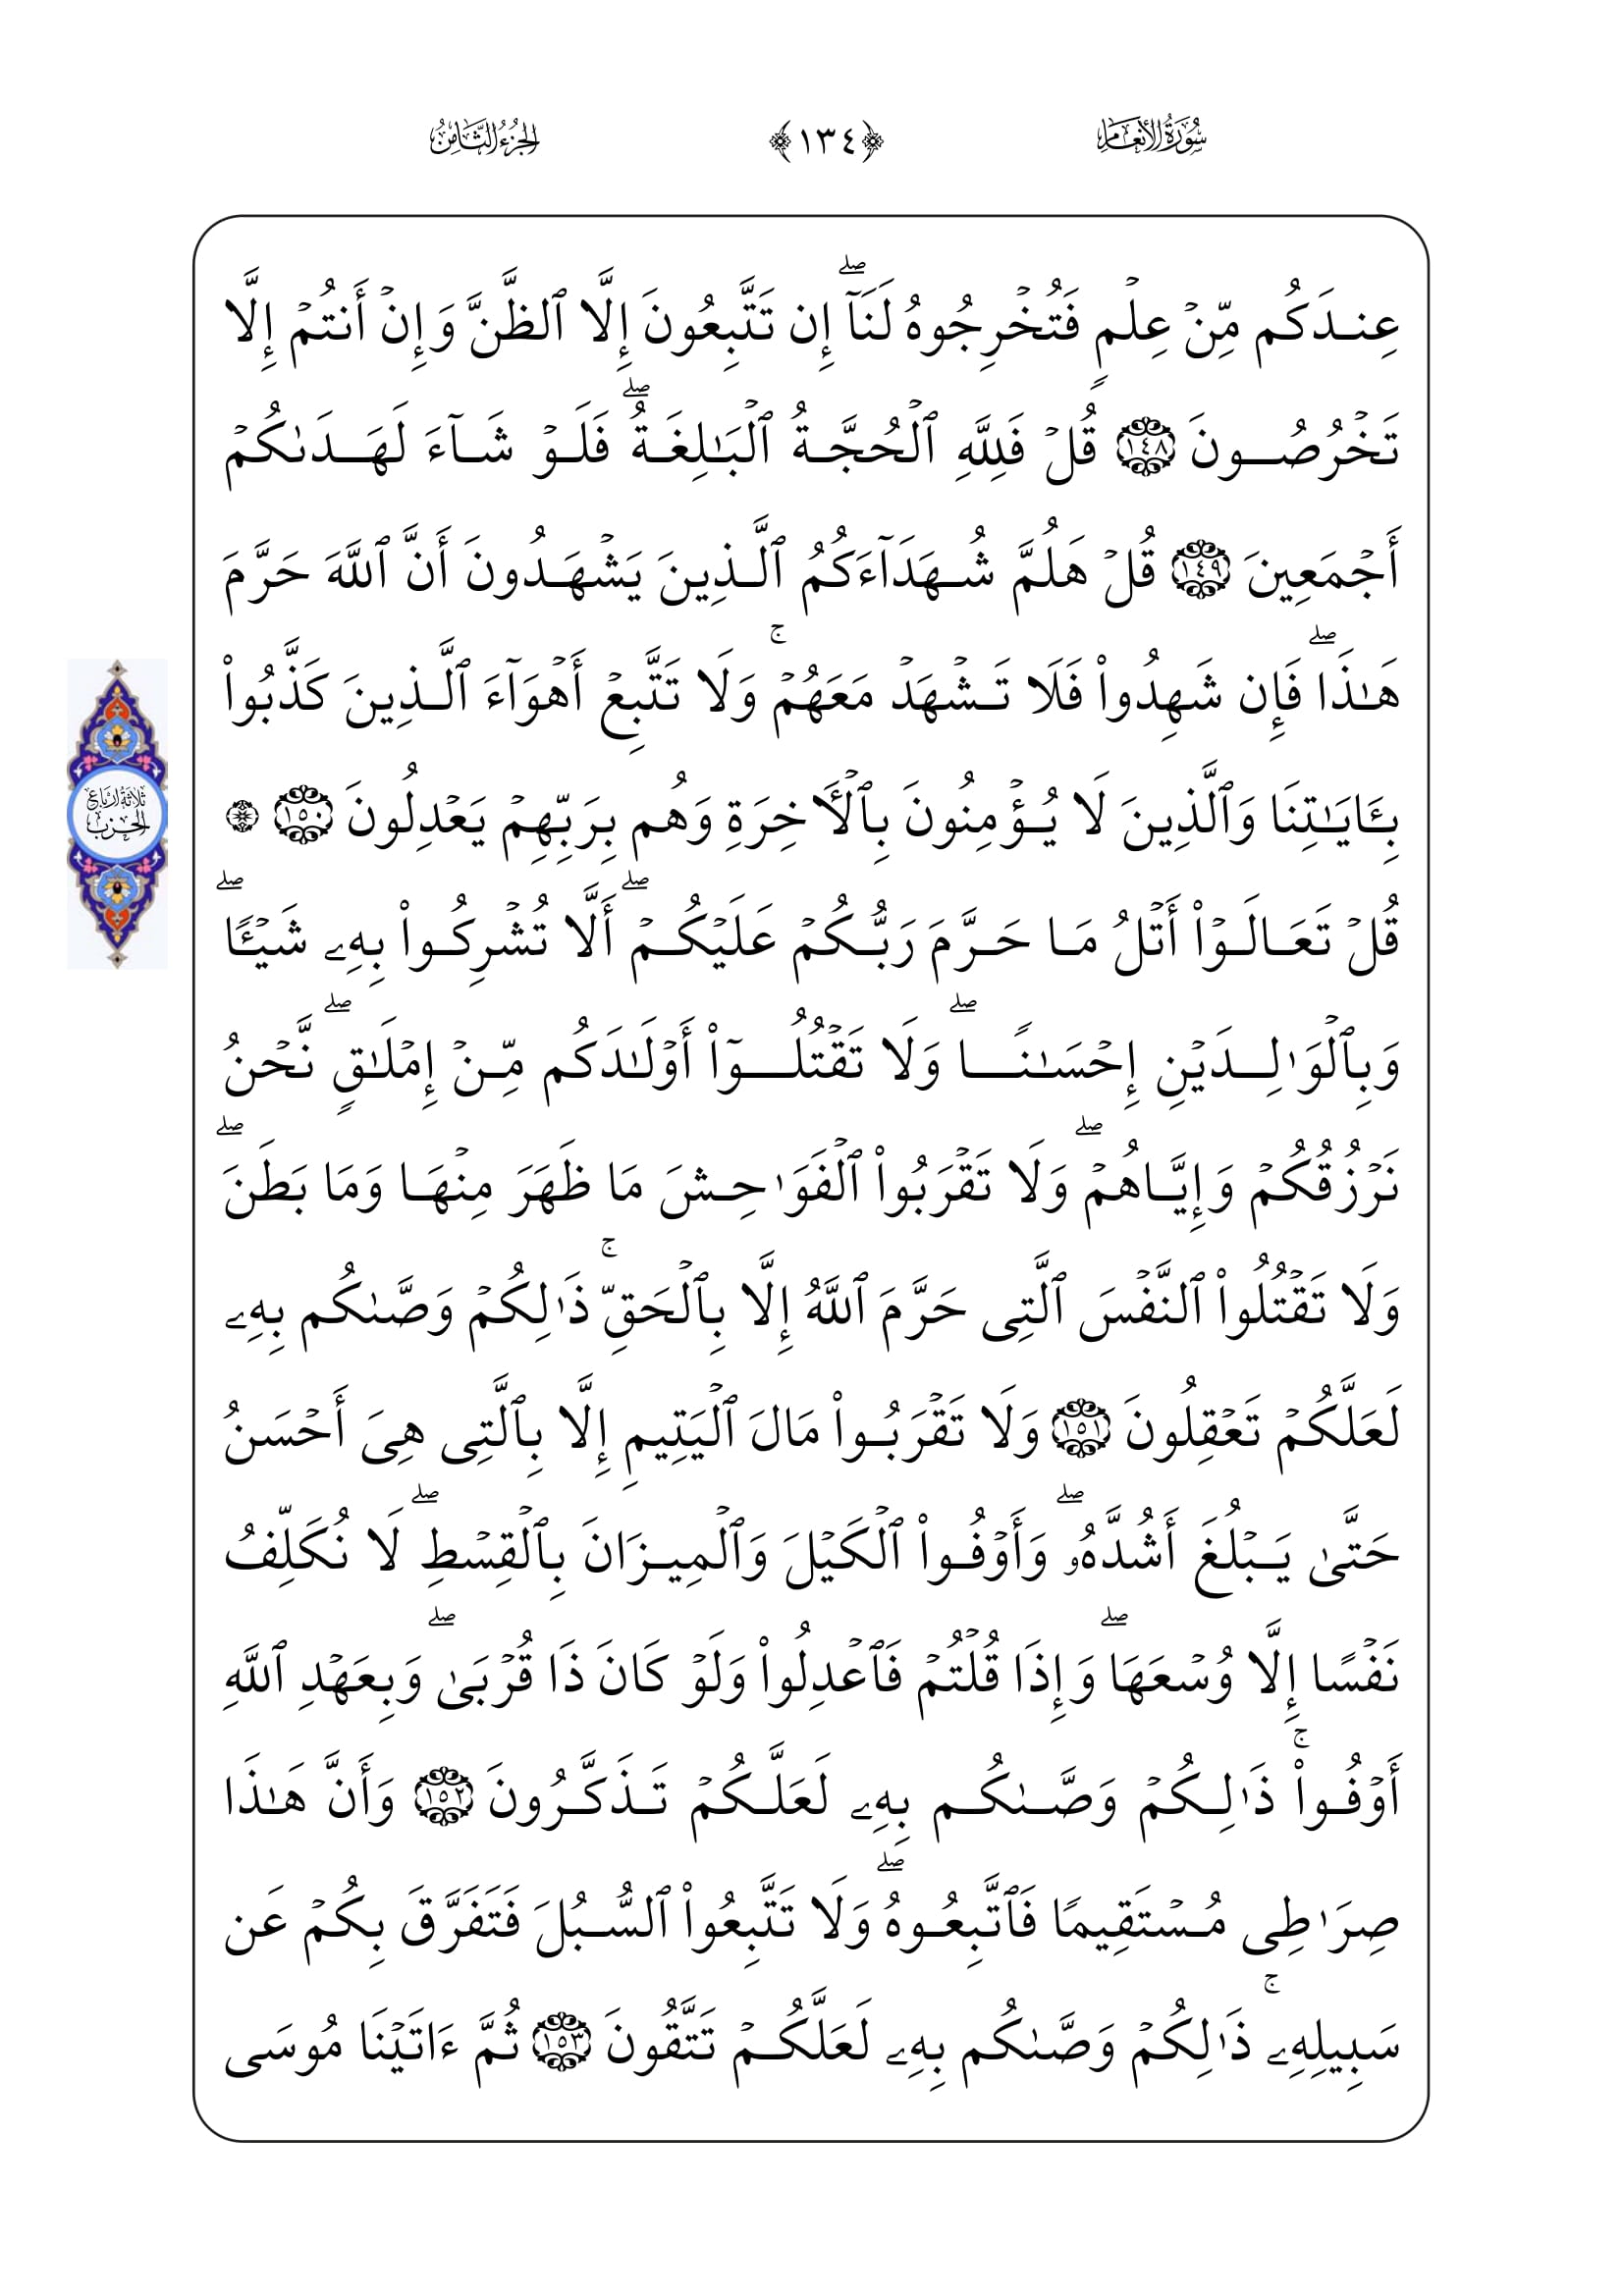 سُورَةُ الأَنعَامِ ﴿١٣٤﴾ الجُزْءُ الثَّامِنُ
عِندَكُم مِّنۡ عِلۡمٖ فَتُخۡرِجُوهُ لَنَآۖ إِن تَتَّبِعُونَ إِلَّا ٱلظَّنَّ وَإِنۡ أَنتُمۡ إِلَّا
تَخۡرُصُونَ ١٤٨ قُلۡ فَلِلَّهِ ٱلۡحُجَّةُ ٱلۡبَٰلِغَةُۖ فَلَوۡ شَآءَ لَهَدَىٰكُمۡ
أَجۡمَعِينَ ١٤٩ قُلۡ هَلُمَّ شُهَدَآءَكُمُ ٱلَّذِينَ يَشۡهَدُونَ أَنَّ ٱللَّهَ حَرَّمَ
هَٰذَاۖ فَإِن شَهِدُواْ فَلَا تَشۡهَدۡ مَعَهُمۡۚ وَلَا تَتَّبِعۡ أَهۡوَآءَ ٱلَّذِينَ كَذَّبُواْ
بِـَٔايَٰتِنَا وَٱلَّذِينَ لَا يُؤۡمِنُونَ بِٱلۡأٓخِرَةِ وَهُم بِرَبِّهِمۡ يَعۡدِلُونَ ١٥٠ ۞
ثلاثة أرباع
الحزب
قُلۡ تَعَالَوۡاْ أَتۡلُ مَا حَرَّمَ رَبُّكُمۡ عَلَيۡكُمۡۖ أَلَّا تُشۡرِكُواْ بِهِۦ شَيۡـٔٗاۖ
وَبِٱلۡوَٰلِدَيۡنِ إِحۡسَٰنٗاۖ وَلَا تَقۡتُلُوٓاْ أَوۡلَٰدَكُم مِّنۡ إِمۡلَٰقٖۖ نَّحۡنُ
نَرۡزُقُكُمۡ وَإِيَّاهُمۡۖ وَلَا تَقۡرَبُواْ ٱلۡفَوَٰحِشَ مَا ظَهَرَ مِنۡهَا وَمَا بَطَنَۖ
وَلَا تَقۡتُلُواْ ٱلنَّفۡسَ ٱلَّتِى حَرَّمَ ٱللَّهُ إِلَّا بِٱلۡحَقِّۚ ذَٰلِكُمۡ وَصَّىٰكُم بِهِۦ
لَعَلَّكُمۡ تَعۡقِلُونَ ١٥١ وَلَا تَقۡرَبُواْ مَالَ ٱلۡيَتِيمِ إِلَّا بِٱلَّتِى هِىَ أَحۡسَنُ
حَتَّىٰ يَبۡلُغَ أَشُدَّهُۥۖ وَأَوۡفُواْ ٱلۡكَيۡلَ وَٱلۡمِيزَانَ بِٱلۡقِسۡطِۖ لَا نُكَلِّفُ
نَفۡسًا إِلَّا وُسۡعَهَاۖ وَإِذَا قُلۡتُمۡ فَٱعۡدِلُواْ وَلَوۡ كَانَ ذَا قُرۡبَىٰۖ وَبِعَهۡدِ ٱللَّهِ
أَوۡفُواْۚ ذَٰلِكُمۡ وَصَّىٰكُم بِهِۦ لَعَلَّكُمۡ تَذَكَّرُونَ ١٥٢ وَأَنَّ هَٰذَا
صِرَٰطِى مُسۡتَقِيمٗا فَٱتَّبِعُوهُۖ وَلَا تَتَّبِعُواْ ٱلسُّبُلَ فَتَفَرَّقَ بِكُمۡ عَن
سَبِيلِهِۦۚ ذَٰلِكُمۡ وَصَّىٰكُم بِهِۦ لَعَلَّكُمۡ تَتَّقُونَ ١٥٣ ثُمَّ ءَاتَيۡنَا مُوسَى